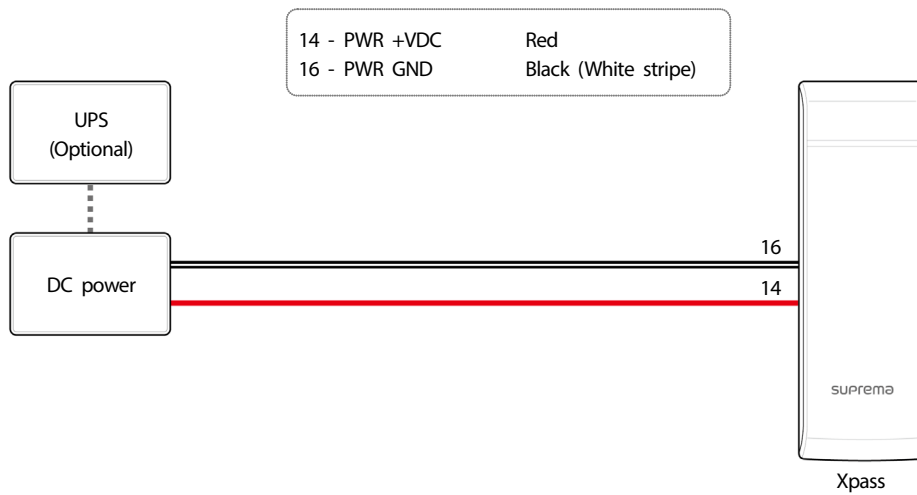 14 - PWR +VDC Red
16 - PWR GND Black (White stripe)
UPS
(Optional)
DC power
16
14
suprema
Xpass